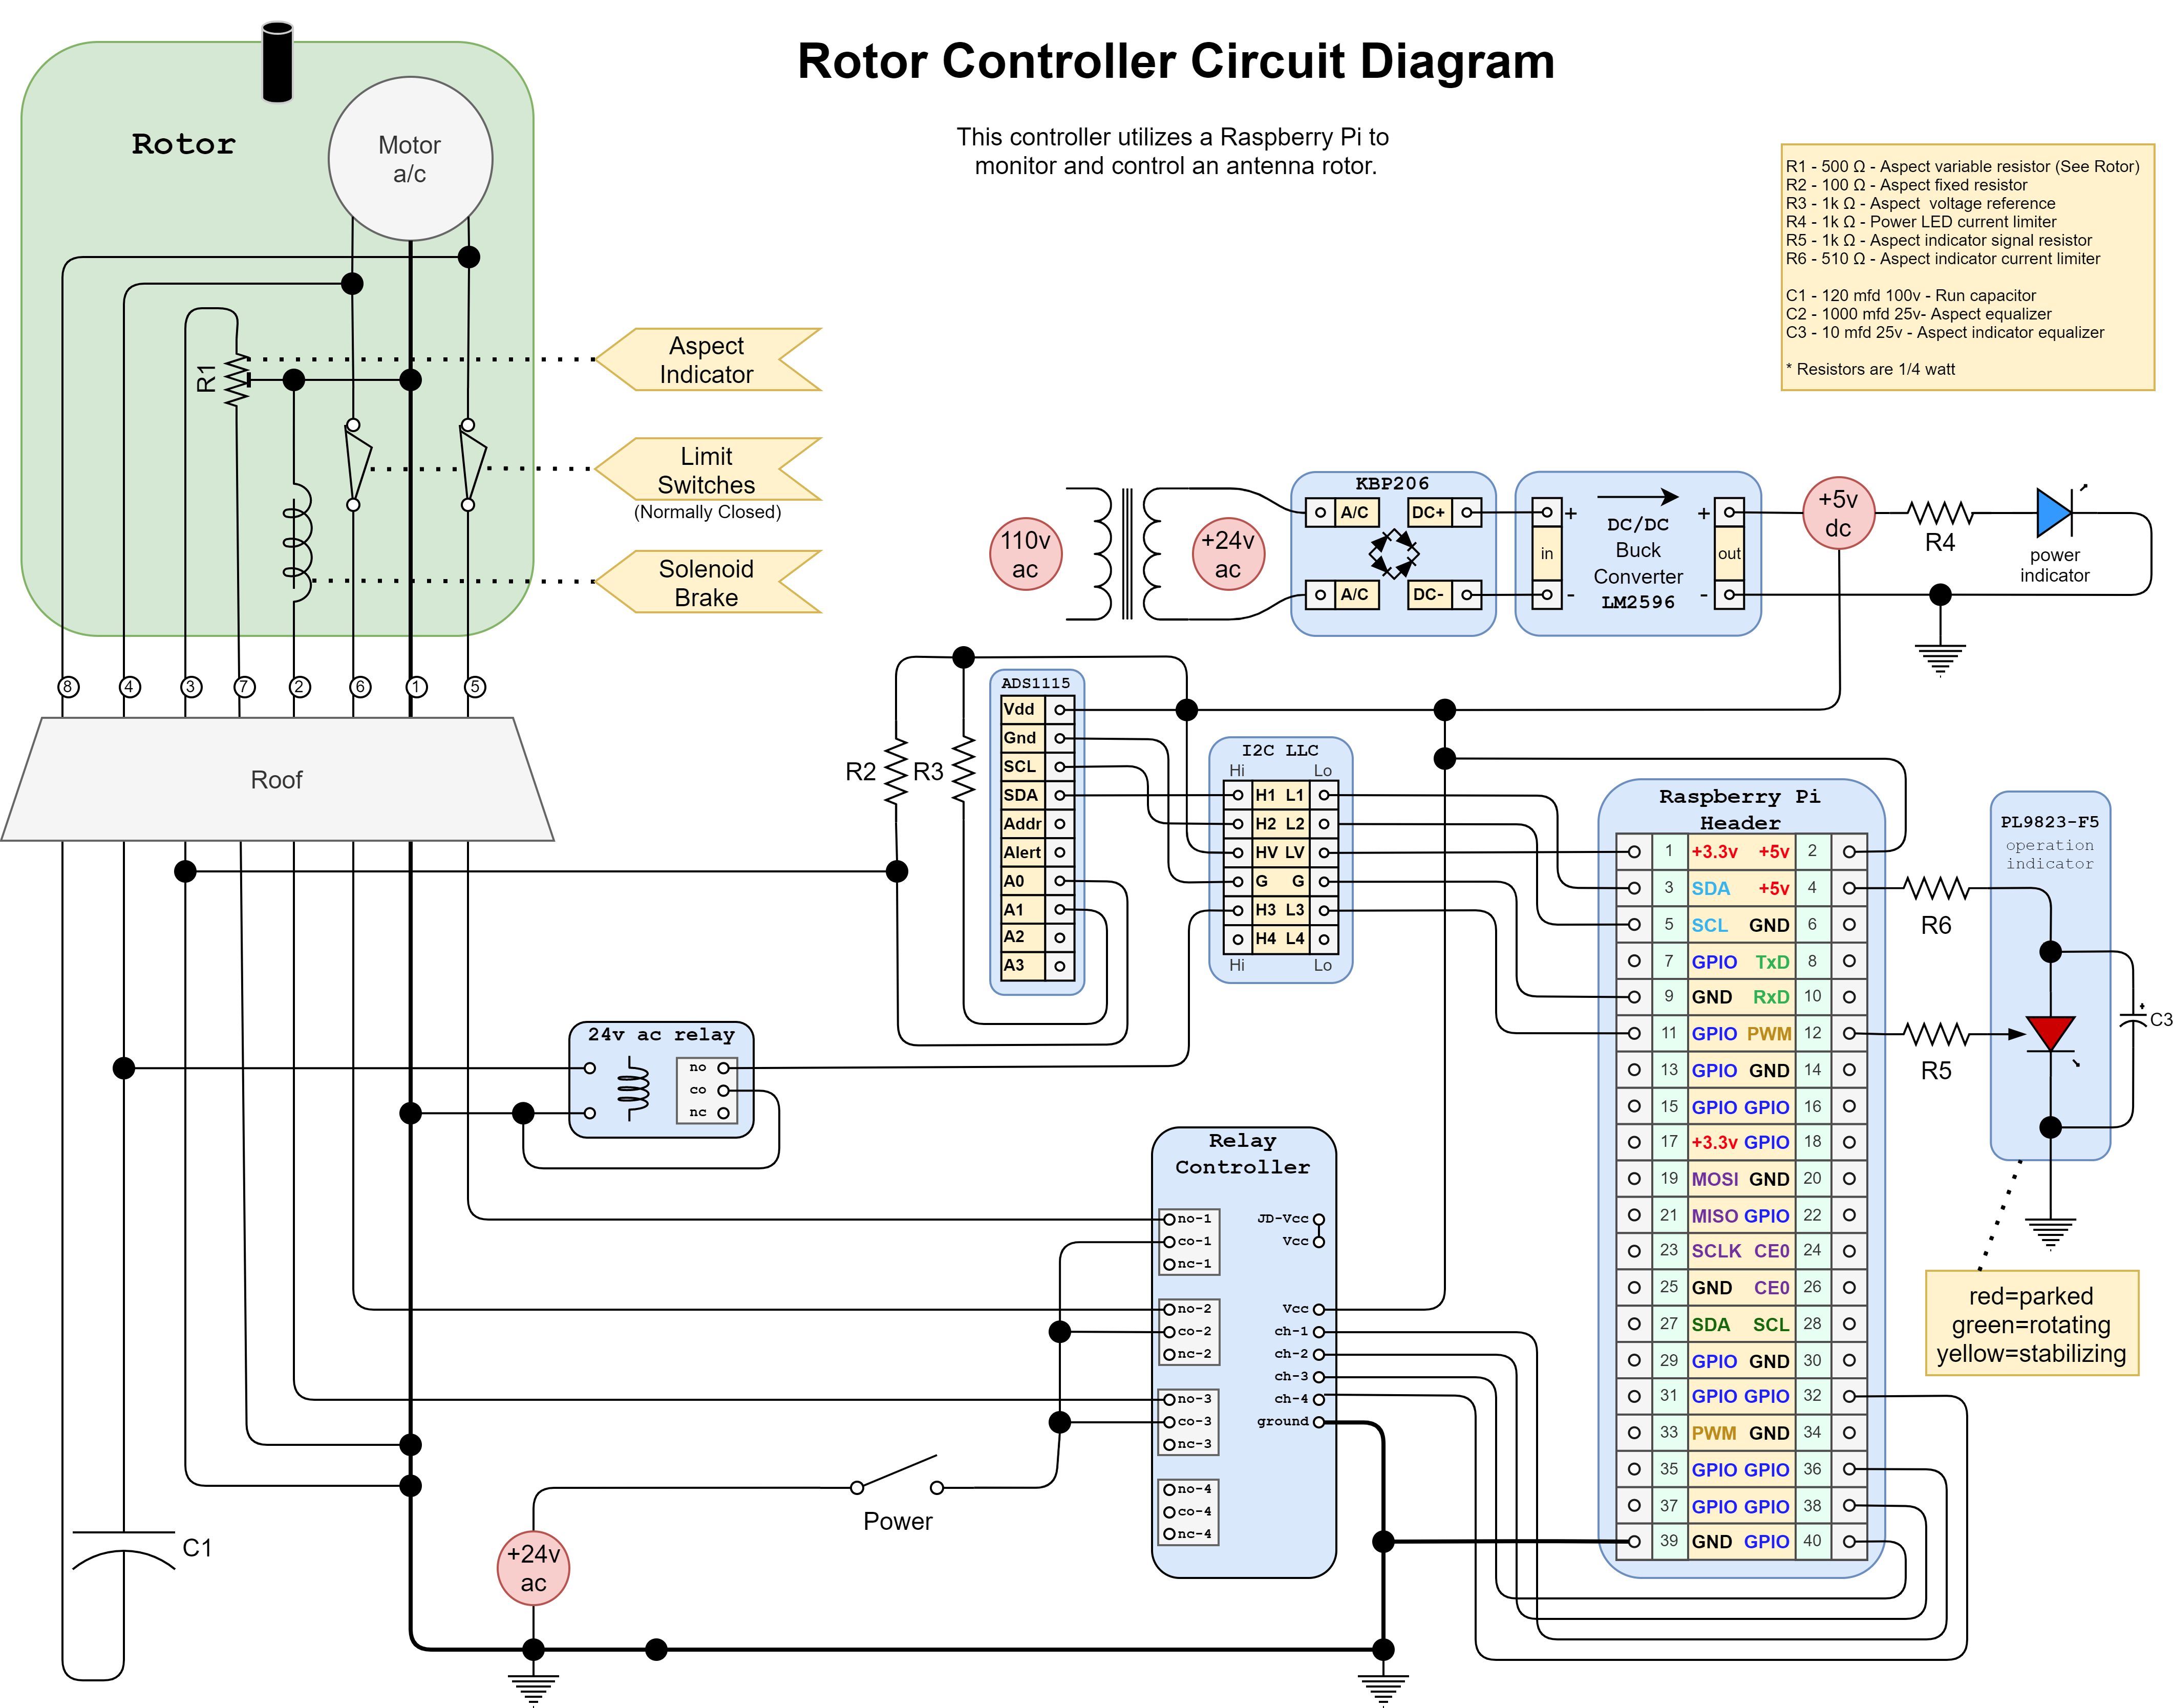 Rotor Controller Circuit Diagram
This controller utilizes a Raspberry Pi to
monitor and control an antenna rotor.
Rotor
Motor
a/c
R1
Aspect
Indicator
Limit
Switches
(Normally Closed)
Solenoid
Brake
8
4
3
7
2
6
1
5
Roof
R1 - 500 Ω - Aspect variable resistor (See Rotor)
R2 - 100 Ω - Aspect fixed resistor
R3 - 1k Ω - Aspect voltage reference
R4 - 1k Ω - Power LED current limiter
R5 - 1k Ω - Aspect indicator signal resistor
R6 - 510 Ω - Aspect indicator current limiter
C1 - 120 mfd 100v - Run capacitor
C2 - 1000 mfd 25v- Aspect equalizer
C3 - 10 mfd 25v - Aspect indicator equalizer
* Resistors are 1/4 watt
110v
ac
+24v
ac
KBP206
A/C DC+
A/C DC-
+ +
in out
- -
DC/DC
Buck
Converter
LM2596
+5v
dc
R4
power
indicator
R2
R3
ADS1115
Vdd
Gnd
SCL
SDA
Addr
Alert
A0
A1
A2
A3
I2C LLC
Hi Lo
H1 L1
H2 L2
HV LV
G G
H3 L3
H4 L4
Hi Lo
Raspberry Pi
Header
1 +3.3v +5v 2
3 SDA +5v 4
5 SCL GND 6
7 GPIO TxD 8
9 GND RxD 10
11 GPIO PWM 12
13 GPIO GND 14
15 GPIO GPIO 16
17 +3.3v GPIO 18
19 MOSI GND 20
21 MISO GPIO 22
23 SCLK CE0 24
25 GND CE0 26
27 SDA SCL 28
29 GPIO GND 30
31 GPIO GPIO 32
33 PWM GND 34
35 GPIO GPIO 36
37 GPIO GPIO 38
39 GND GPIO 40
R6
R5
PL9823-F5
operation
indicator
+
C3
red=parked
green=rotating
yellow=stabilizing
24v ac relay
no
co
nc
Relay
Controller
no-1
co-1
nc-1
no-2
co-2
nc-2
no-3
co-3
nc-3
no-4
co-4
nc-4
JD-Vcc
Vcc
Vcc
ch-1
ch-2
ch-3
ch-4
ground
Power
+24v
ac
C1